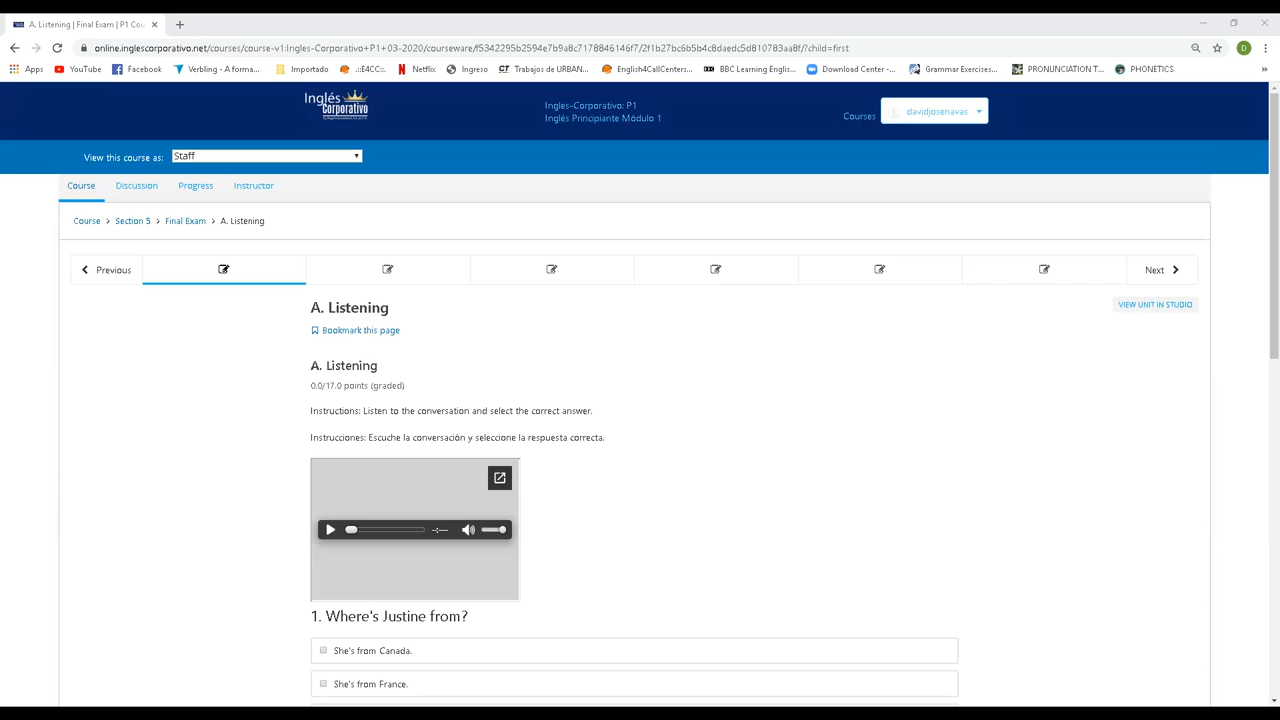 A. Listening | Final Exam | P1 Cou
online.inglescorporativo.net/courses/course-v1:Ingles-Corporativo+P1+03-2020/courseware/f5342295b2594e7b9a8c7178846146f7/2f1b27bc6b5b4c8daedc5d810783aa8f/?child=first
D
Apps YouTube Facebook Verbling - A forma... Importado .::E4CC::. Netflix Ingreso Trabajos de URBAN... English4CallCenters... BBC Learning Englis... Download Center -... Grammar Exercises... PRONUNCIATION T... PHONETICS »
Inglés
Corporativo
Ingles-Corporativo: P1
Inglés Principiante Módulo 1
Courses davidjosenavas
View this course as: Staff
Course Discussion Progress Instructor
Course > Section 5 > Final Exam > A. Listening
Previous Next
A. Listening
VIEW UNIT IN STUDIO
Bookmark this page
A. Listening
0.0/17.0 points (graded)
Instructions: Listen to the conversation and select the correct answer.
Instrucciones: Escuche la conversación y seleccione la respuesta correcta.
-:--
1. Where's Justine from?
She's from Canada.
She's from France.